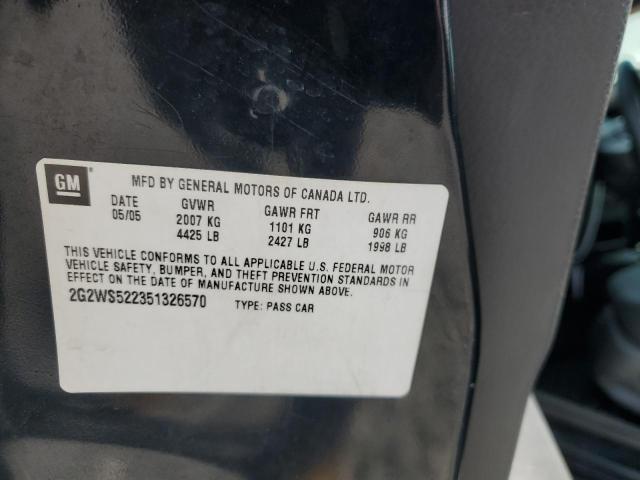 GM
MFD BY GENERAL MOTORS OF CANADA LTD.
DATE GVWR GAWR FRT GAWR RR
05/05 2007 KG 1101 KG 906 KG
4425 LB 2427 LB 1998 LB
THIS VEHICLE CONFORMS TO ALL APPLICABLE U.S. FEDERAL MOTOR
VEHICLE SAFETY, BUMPER, AND THEFT PREVENTION STANDARDS IN
EFFECT ON THE DATE OF MANUFACTURE SHOWN ABOVE.
2G2WS522351326570 TYPE: PASS CAR